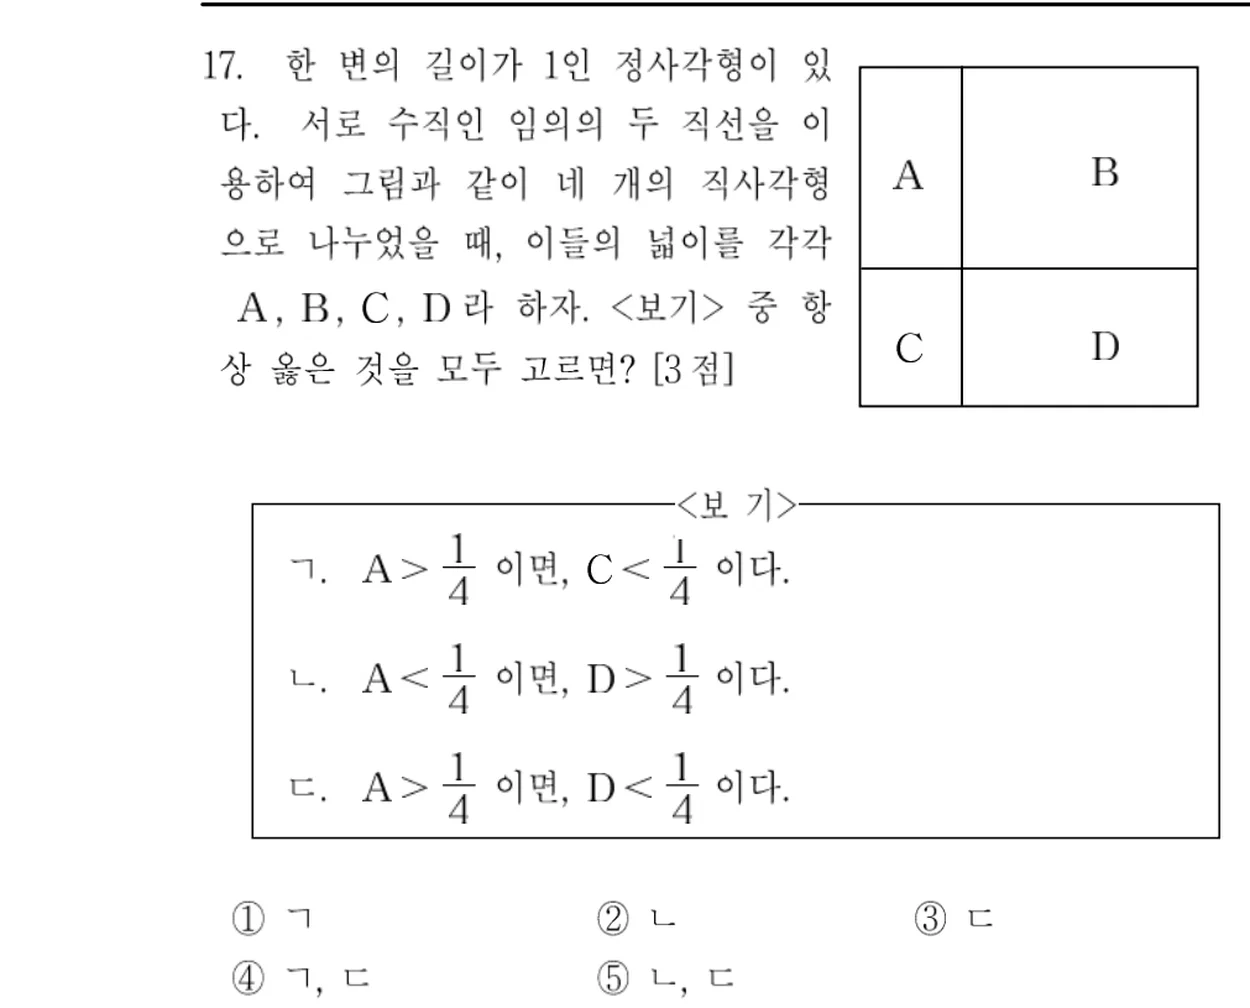 17. 한 변의 길이가 1인 정사각형이 있
다. 서로 수직인 임의의 두 직선을 이
용하여 그림과 같이 네 개의 직사각형
으로 나누었을 때, 이들의 넓이를 각각
A, B, C, D라 하자. <보기> 중 항
상 옳은 것을 모두 고르면? [3점]
A B
C D
<보 기>
ㄱ. A > 1/4 이면, C < 1/4 이다.
ㄴ. A < 1/4 이면, D > 1/4 이다.
ㄷ. A > 1/4 이면, D < 1/4 이다.
① ㄱ ② ㄴ ③ ㄷ
④ ㄱ, ㄷ ⑤ ㄴ, ㄷ